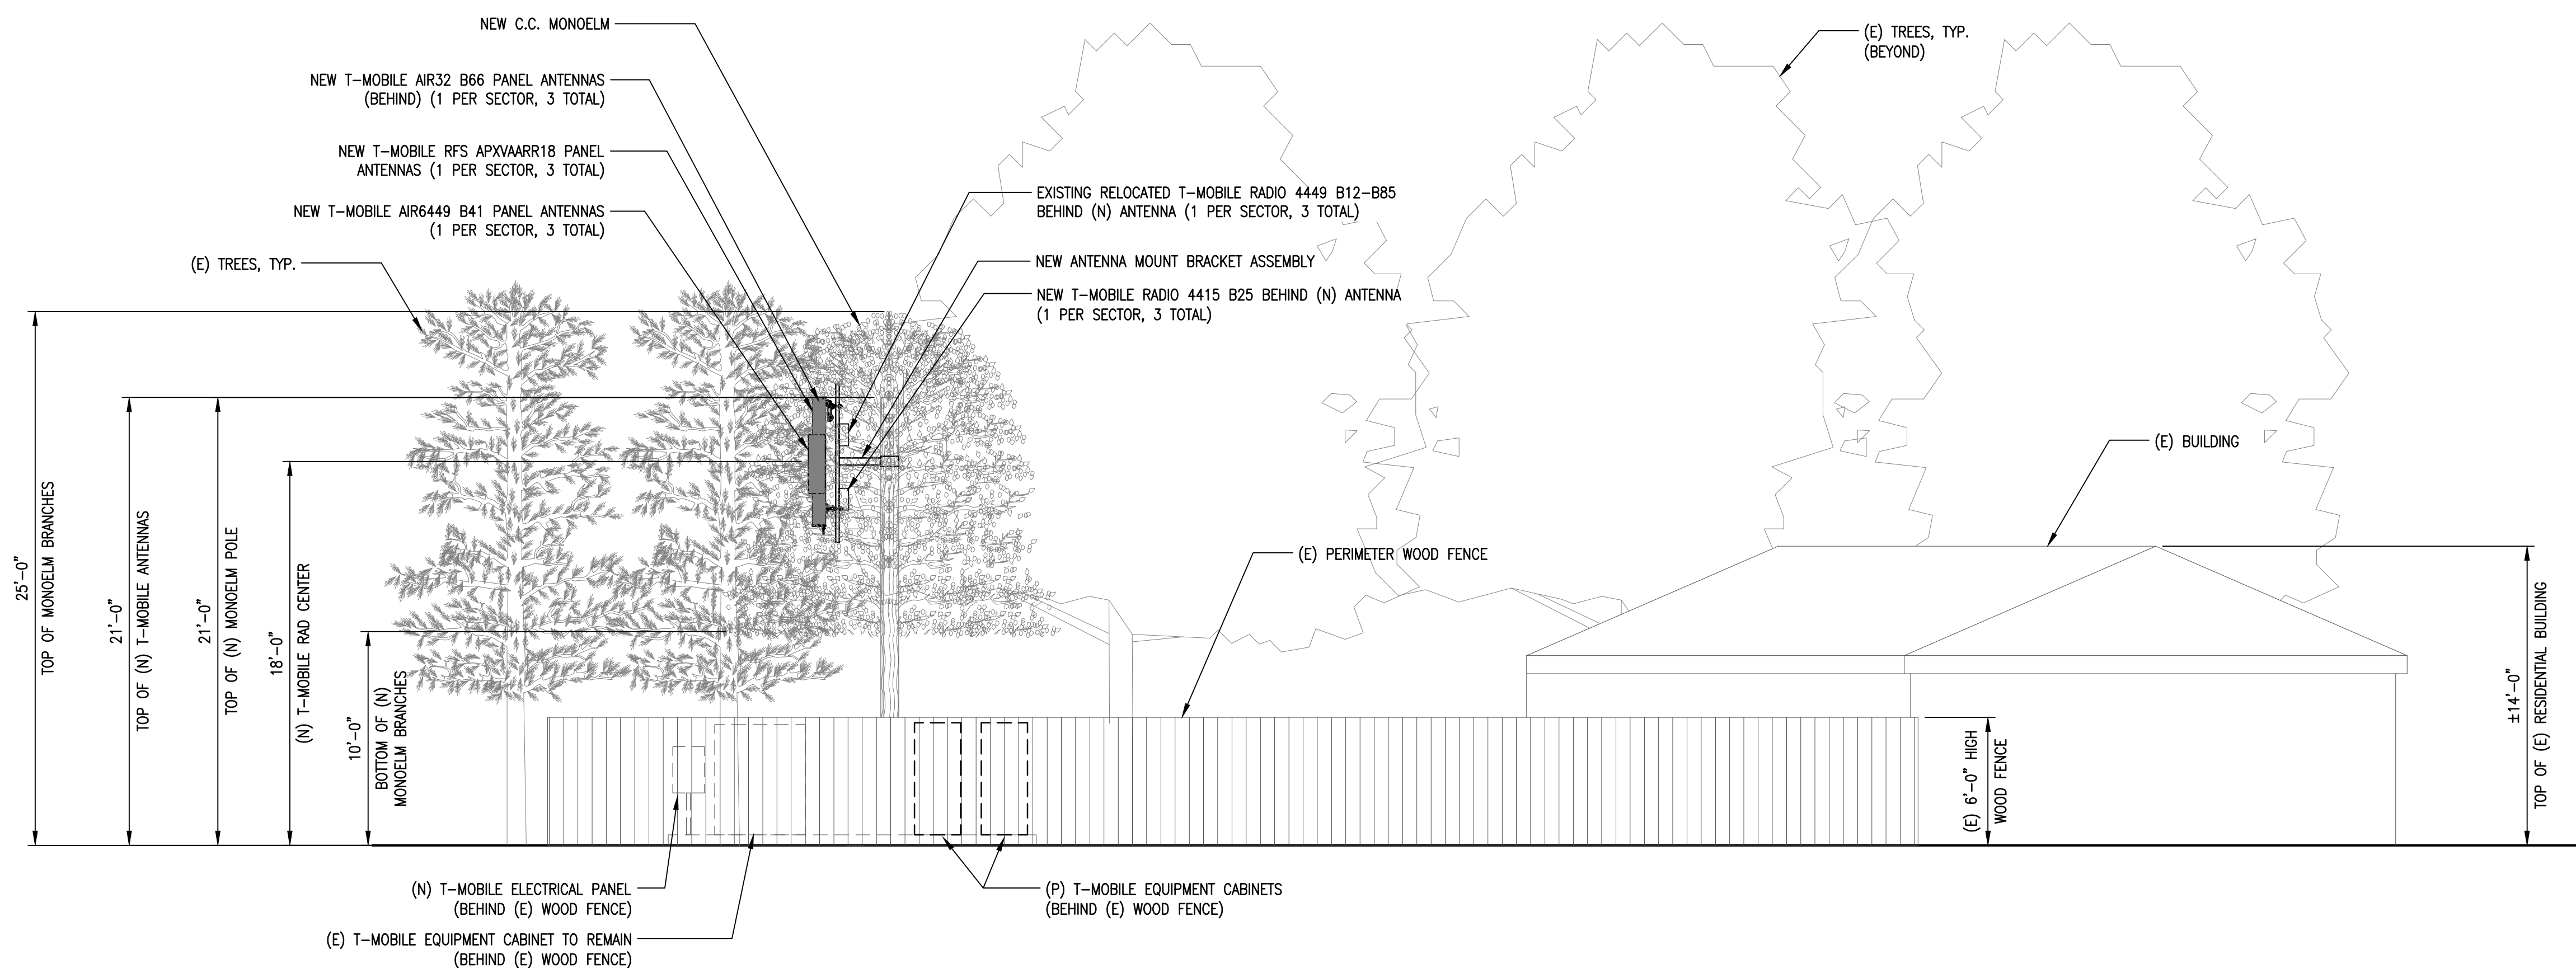 NEW C.C. MONOELM
NEW T-MOBILE AIR32 B66 PANEL ANTENNAS
(BEHIND) (1 PER SECTOR, 3 TOTAL)
NEW T-MOBILE RFS APXVAARR18 PANEL
ANTENNAS (1 PER SECTOR, 3 TOTAL)
NEW T-MOBILE AIR6449 B41 PANEL ANTENNAS
(1 PER SECTOR, 3 TOTAL)
(E) TREES, TYP.
(E) TREES, TYP.
(BEYOND)
EXISTING RELOCATED T-MOBILE RADIO 4449 B12-B85
BEHIND (N) ANTENNA (1 PER SECTOR, 3 TOTAL)
NEW ANTENNA MOUNT BRACKET ASSEMBLY
NEW T-MOBILE RADIO 4415 B25 BEHIND (N) ANTENNA
(1 PER SECTOR, 3 TOTAL)
(E) BUILDING
(E) PERIMETER WOOD FENCE
25'-0"
TOP OF MONOELM BRANCHES
21'-0"
TOP OF (N) T-MOBILE ANTENNAS
21'-0"
TOP OF (N) MONOELM POLE
18'-0"
(N) T-MOBILE RAD CENTER
10'-0"
BOTTOM OF (N)
MONOELM BRANCHES
(E) 6'-0" HIGH
WOOD FENCE
±14'-0"
TOP OF (E) RESIDENTIAL BUILDING
(N) T-MOBILE ELECTRICAL PANEL
(BEHIND (E) WOOD FENCE)
(E) T-MOBILE EQUIPMENT CABINET TO REMAIN
(BEHIND (E) WOOD FENCE)
(P) T-MOBILE EQUIPMENT CABINETS
(BEHIND (E) WOOD FENCE)